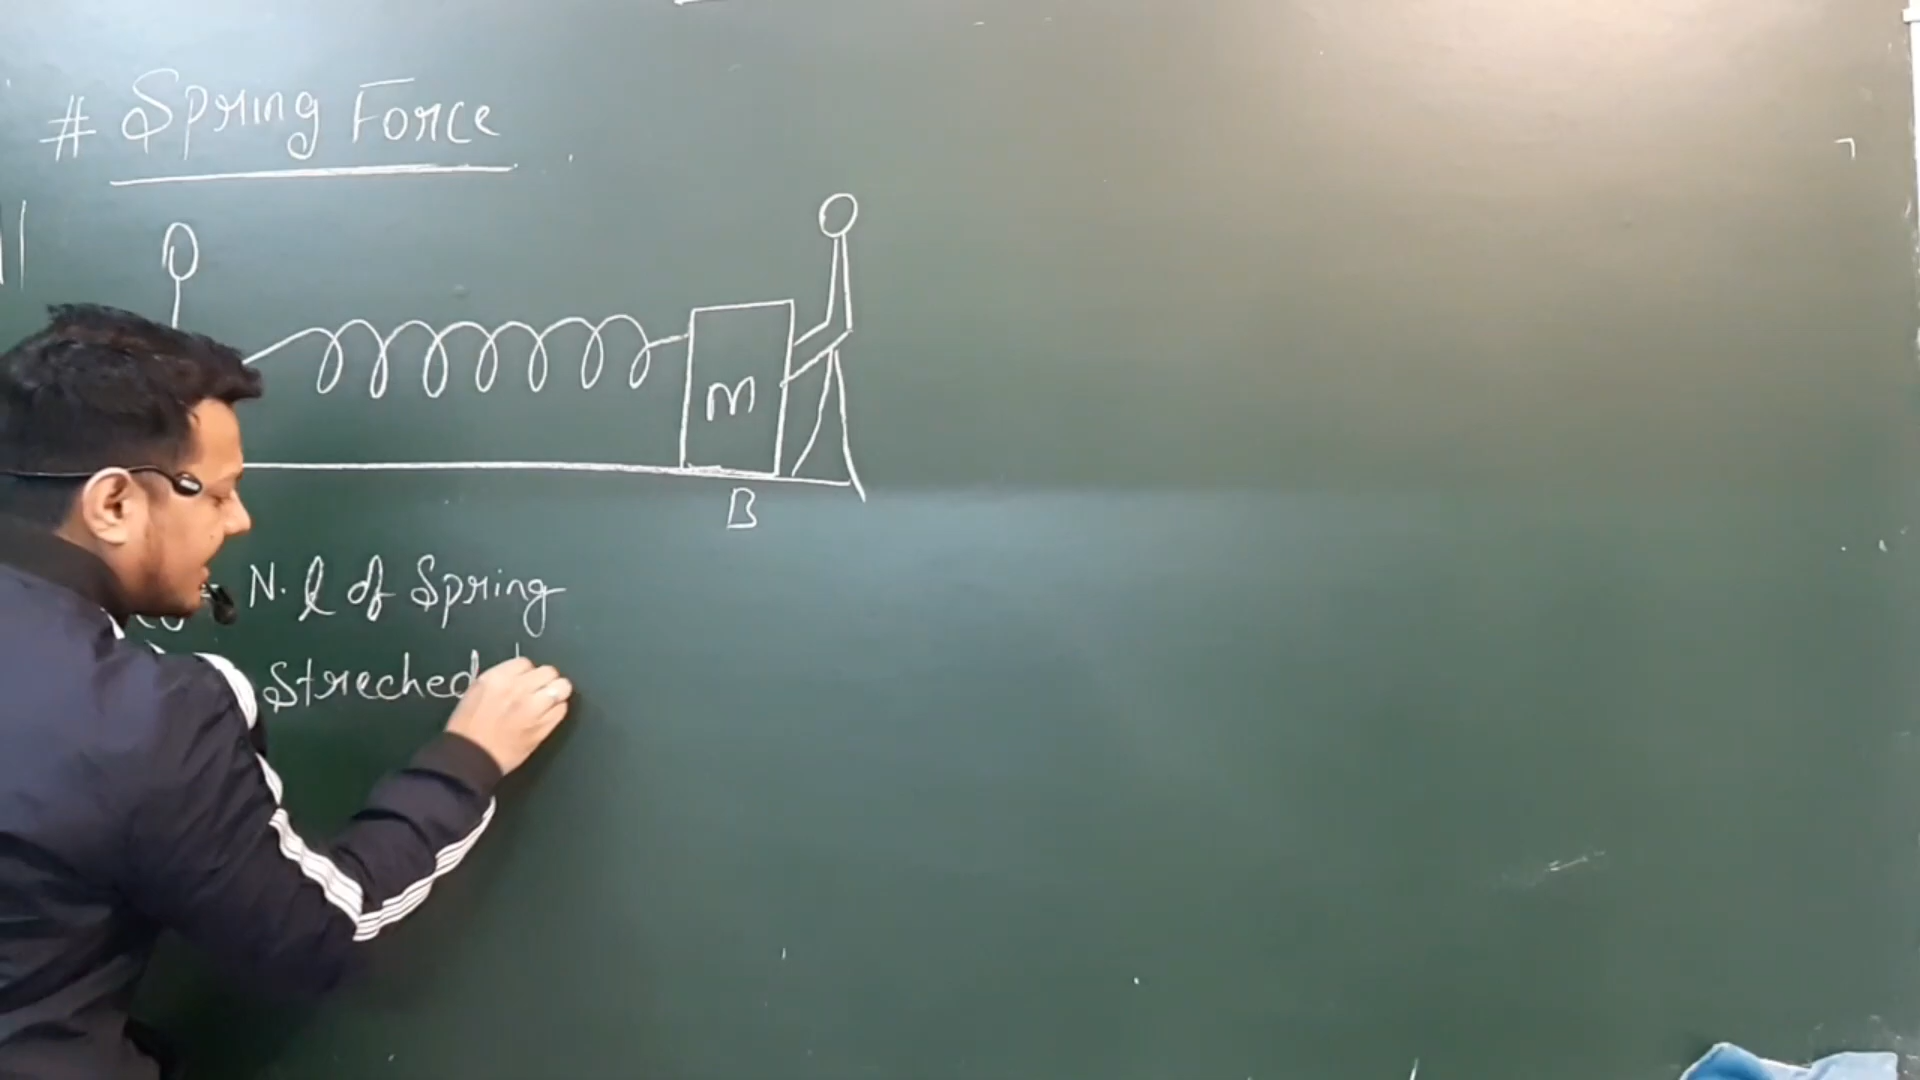 # Spring Force
m
B
= N. l of Spring
Streched